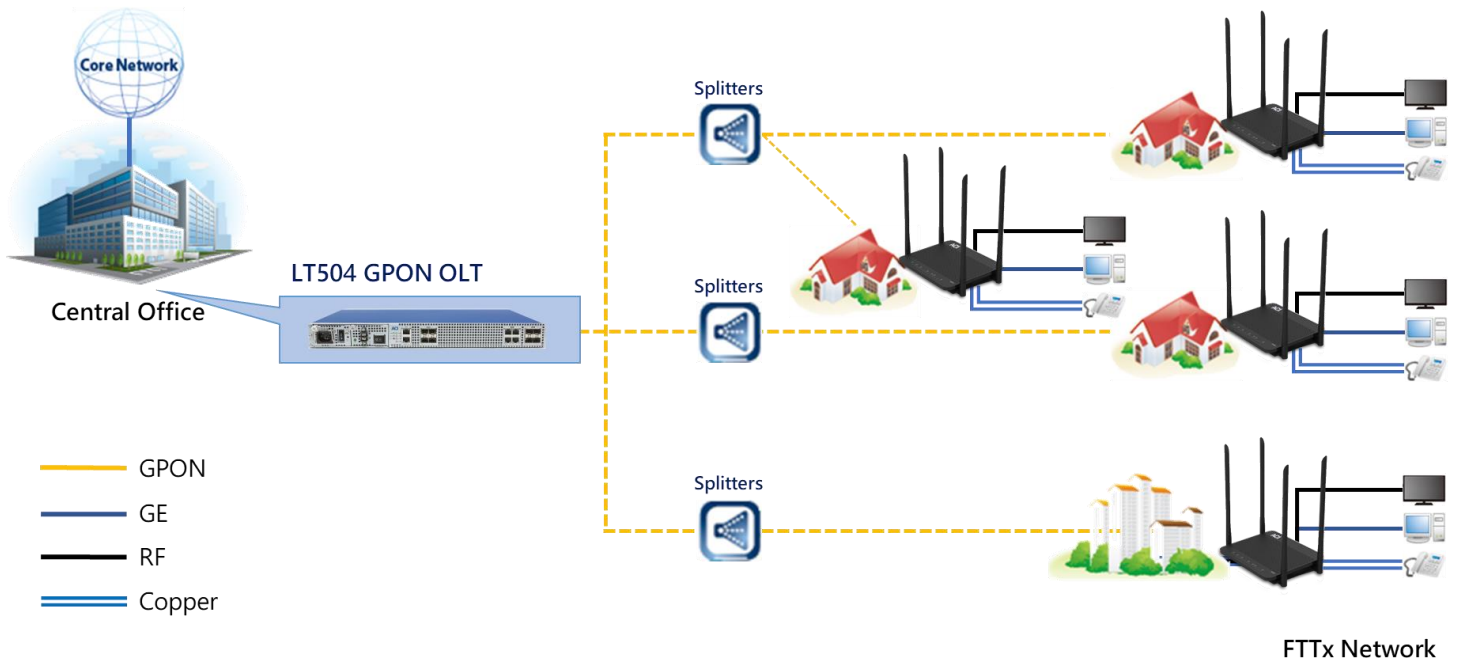 Core Network
Central Office
LT504 GPON OLT
Splitters
Splitters
Splitters
GPON
GE
RF
Copper
FTTx Network